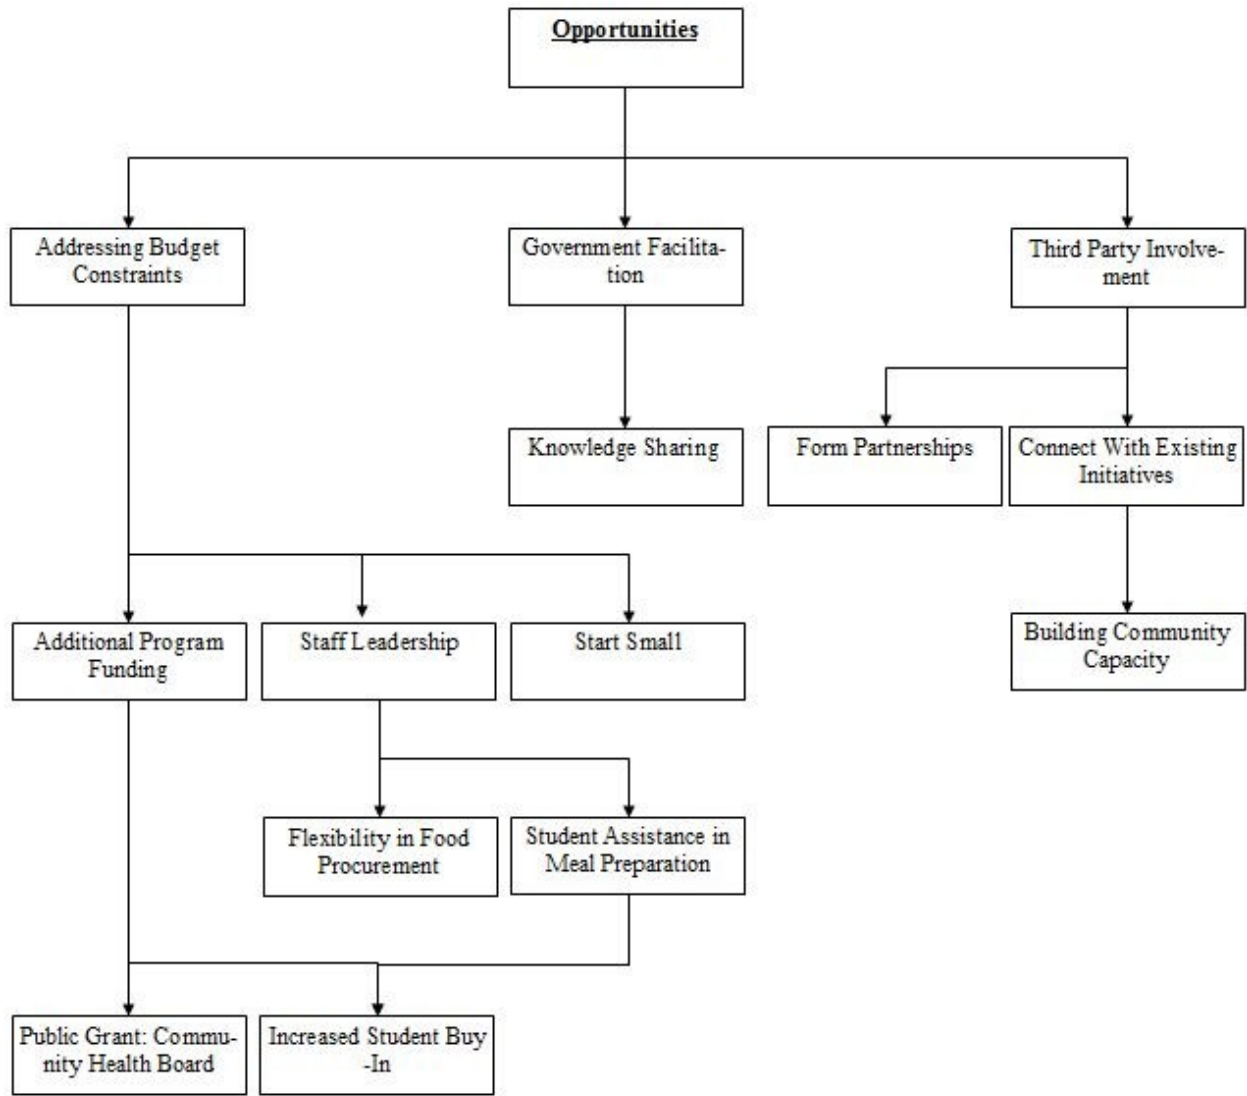 Opportunities
Addressing Budget
Constraints
Government Facilita-
tion
Third Party Involve-
ment
Knowledge Sharing
Form Partnerships
Connect With Existing
Initiatives
Additional Program
Funding
Staff Leadership
Start Small
Building Community
Capacity
Flexibility in Food
Procurement
Student Assistance in
Meal Preparation
Public Grant: Commu-
nity Health Board
Increased Student Buy
-In